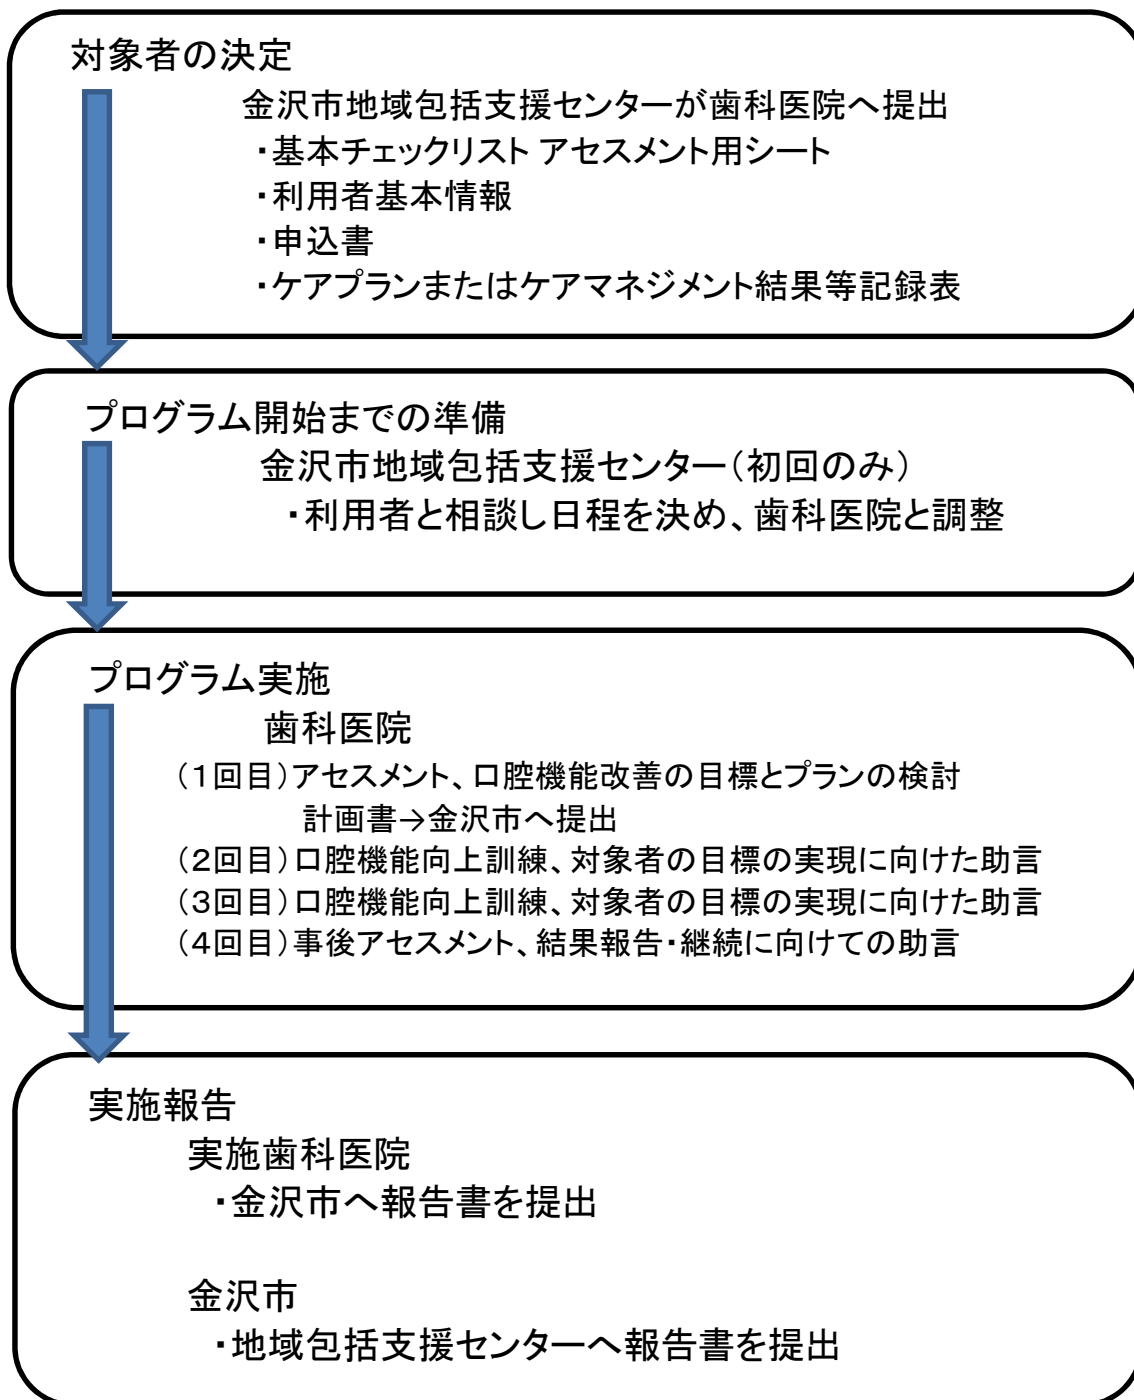 対象者の決定
金沢市地域包括支援センターが歯科医院へ提出
・基本チェックリスト アセスメント用シート
・利用者基本情報
・申込書
・ケアプランまたはケアマネジメント結果等記録表
プログラム開始までの準備
金沢市地域包括支援センター（初回のみ）
・利用者と相談し日程を決め、歯科医院と調整
プログラム実施
歯科医院
（１回目）アセスメント、口腔機能改善の目標とプランの検討
計画書→金沢市へ提出
（２回目）口腔機能向上訓練、対象者の目標の実現に向けた助言
（３回目）口腔機能向上訓練、対象者の目標の実現に向けた助言
（４回目）事後アセスメント、結果報告・継続に向けての助言
実施報告
実施歯科医院
・金沢市へ報告書を提出
金沢市
・地域包括支援センターへ報告書を提出